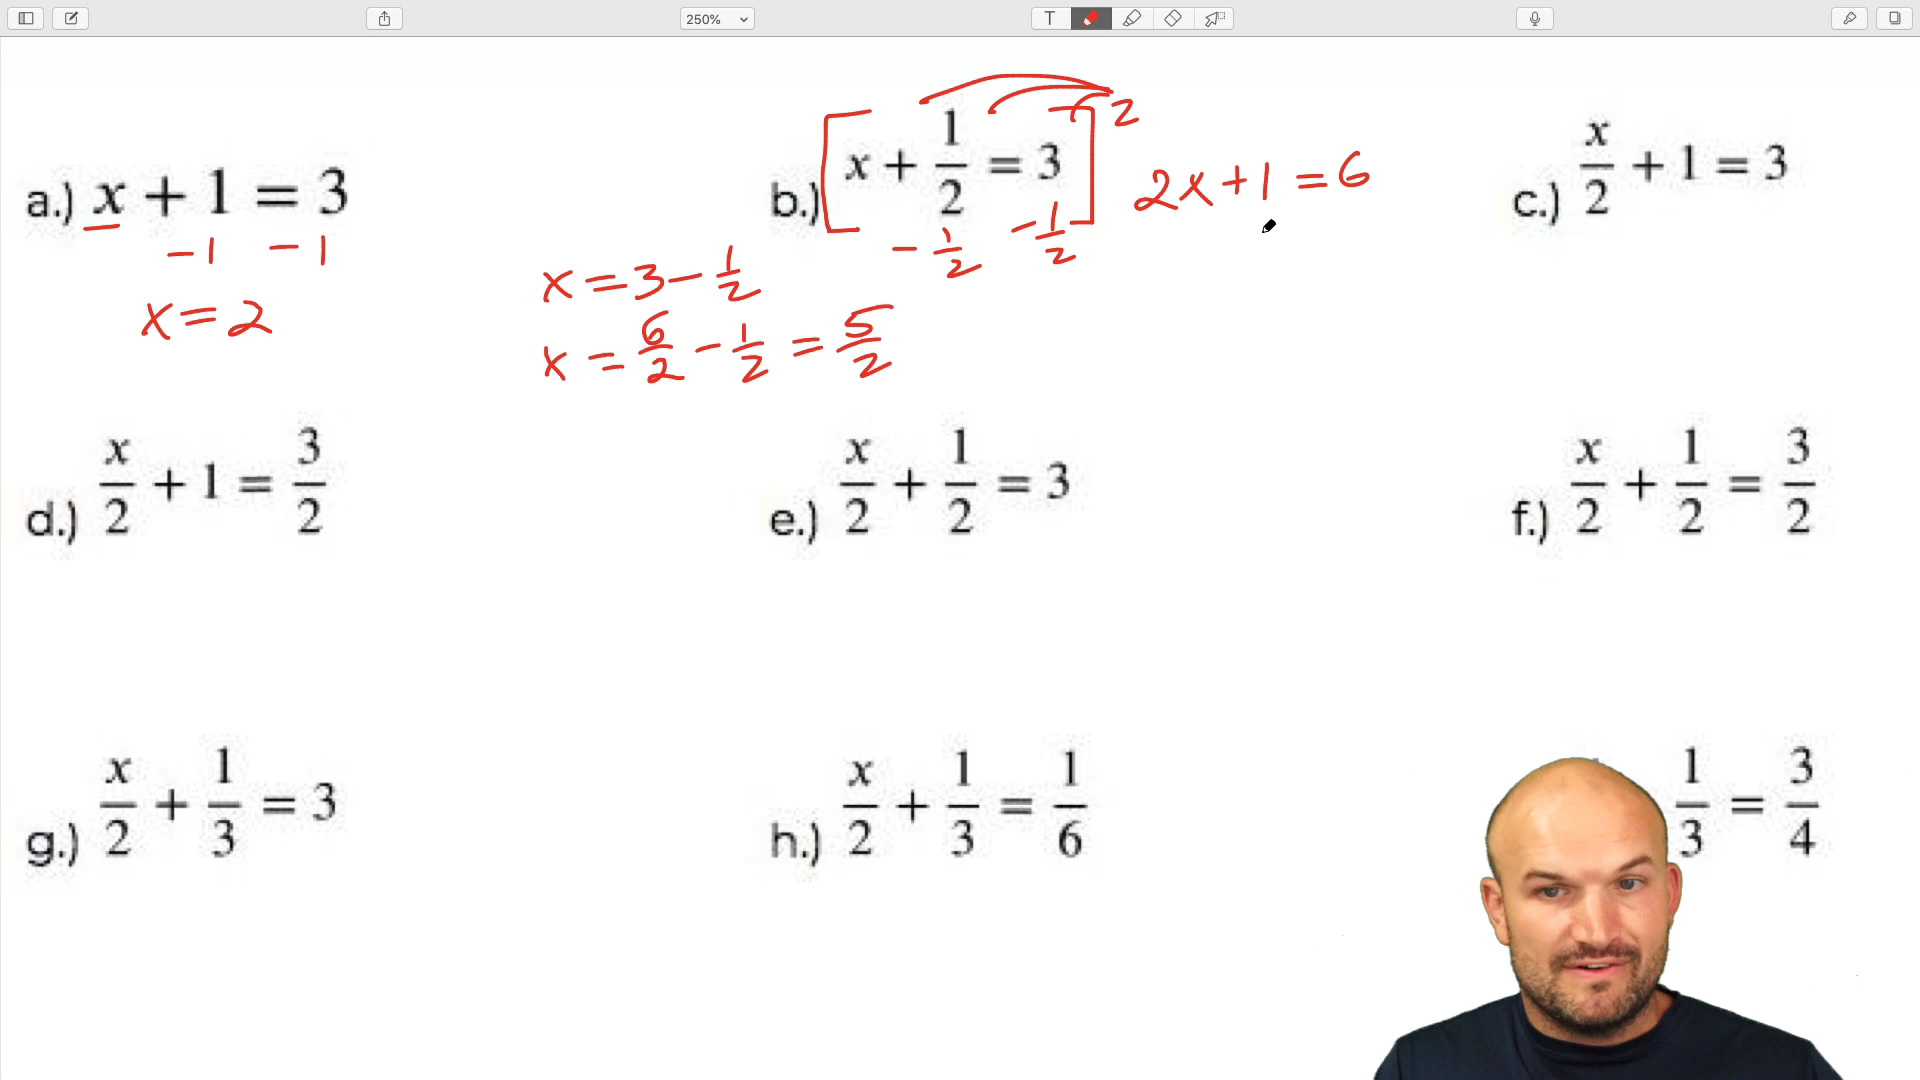 250%
T
a.) x + 1 = 3
-1 -1
x = 2
b.) [x + 1/2 = 3] 2
- 1/2 - 1/2
x = 3 - 1/2
x = 6/2 - 1/2 = 5/2
2x + 1 = 6
c.) x/2 + 1 = 3
d.) x/2 + 1 = 3/2
e.) x/2 + 1/2 = 3
f.) x/2 + 1/2 = 3/2
g.) x/2 + 1/3 = 3
h.) x/2 + 1/3 = 1/6
1/3 = 3/4